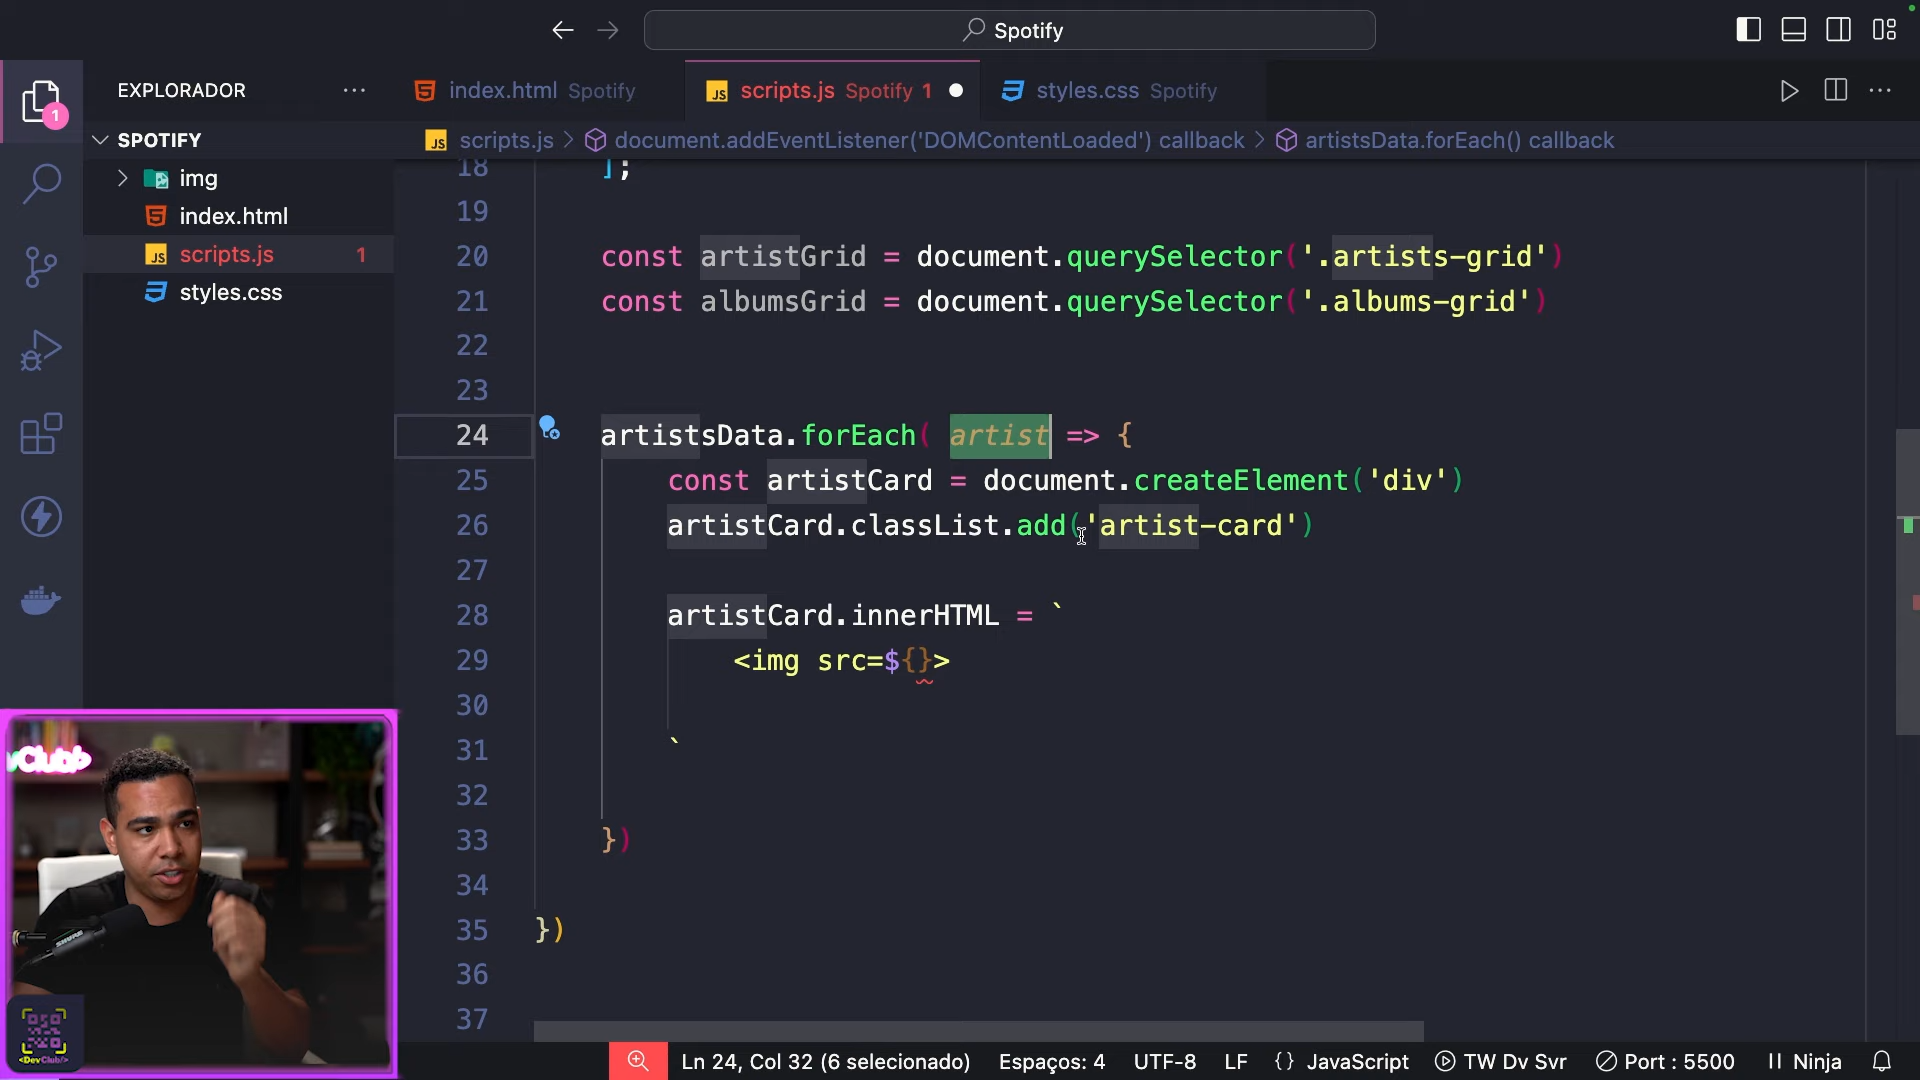 Spotify
EXPLORADOR
SPOTIFY
1
img
index.html
scripts.js 1
styles.css
index.html Spotify
scripts.js Spotify 1
styles.css Spotify
scripts.js > document.addEventListener('DOMContentLoaded') callback > artistsData.forEach() callback
18 ];
19
20 const artistGrid = document.querySelector('.artists-grid')
21 const albumsGrid = document.querySelector('.albums-grid')
22
23
24 artistsData.forEach( artist => {
25 const artistCard = document.createElement('div')
26 artistCard.classList.add('artist-card')
27
28 artistCard.innerHTML = `
29 <img src=${}>
30
31 `
32
33 })
34
35 })
36
37
Club/>
<DevClub/>
Ln 24, Col 32 (6 selecionado) Espaços: 4 UTF-8 LF {} JavaScript TW Dv Svr Port : 5500 Ninja